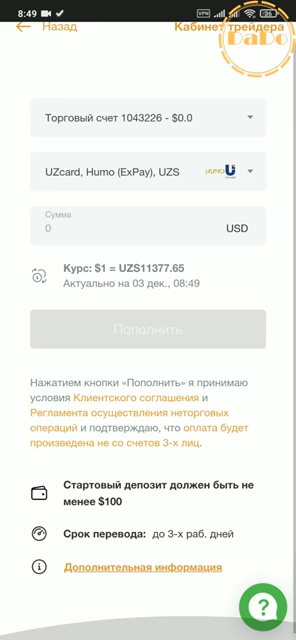 8:49
VPN
56
Назад
Кабинет трейдера
DaDo
Торговый счет 1043226 - $0.0
UZcard, Humo (ExPay), UZS
HUMO
Сумма
0
USD
Курс: $1 = UZS11377.65
Актуально на 03 дек., 08:49
Пополнить
Нажатием кнопки «Пополнить» я принимаю
условия Клиентского соглашения и
Регламента осуществления неторговых
операций и подтверждаю, что оплата будет
произведена не со счетов 3-х лиц.
Стартовый депозит должен быть не
менее $100
Срок перевода: до 3-х раб. дней
Дополнительная информация
?